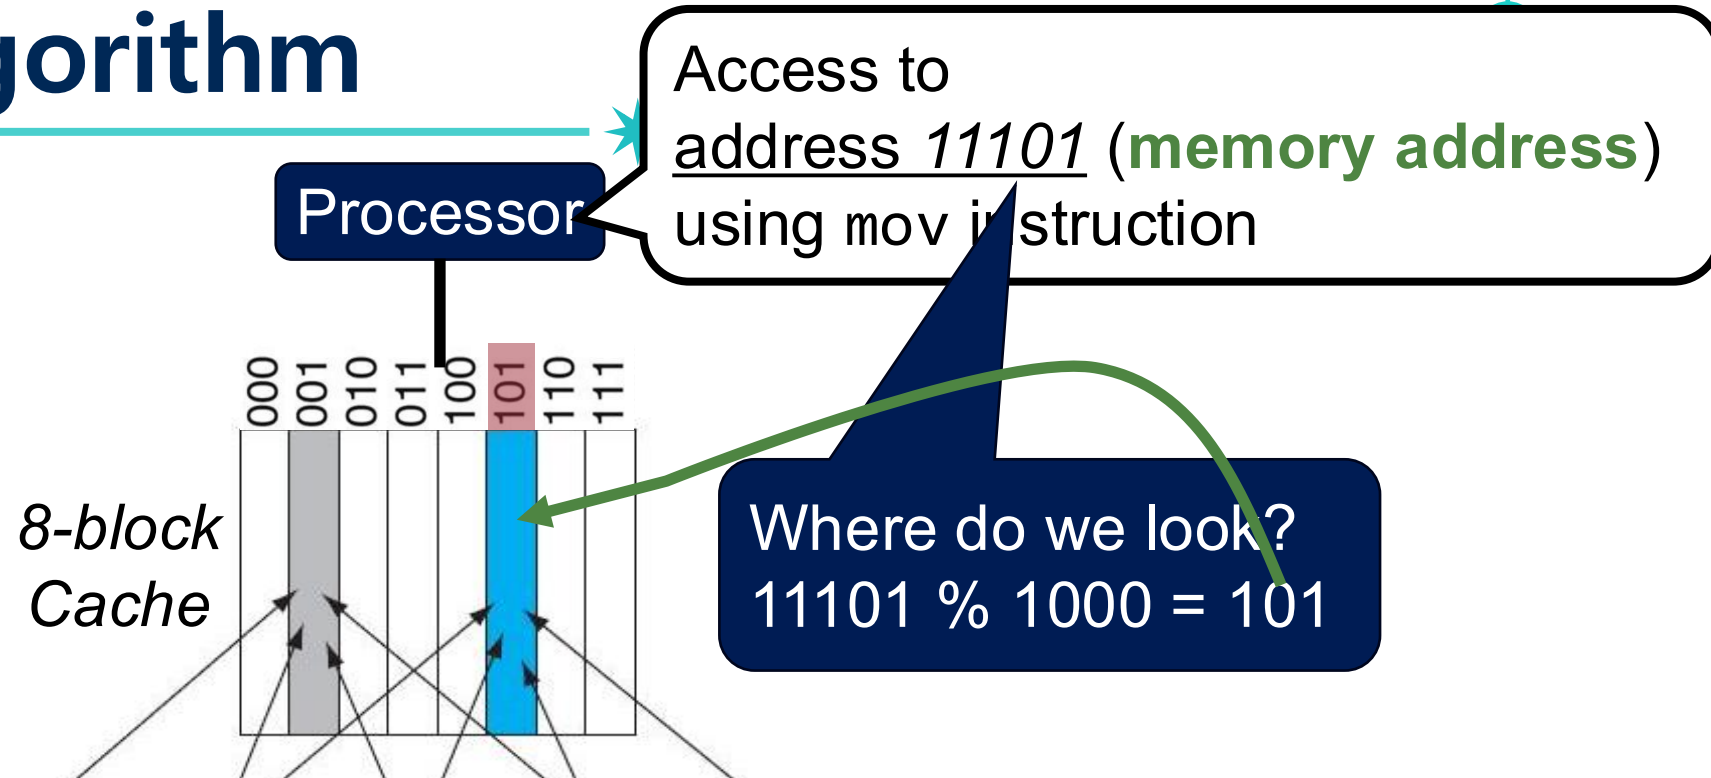 gorithm
Access to
address 11101 (memory address)
using mov instruction
Processor
000 001 010 011 100 101 110 111
8-block
Cache
Where do we look?
11101 % 1000 = 101